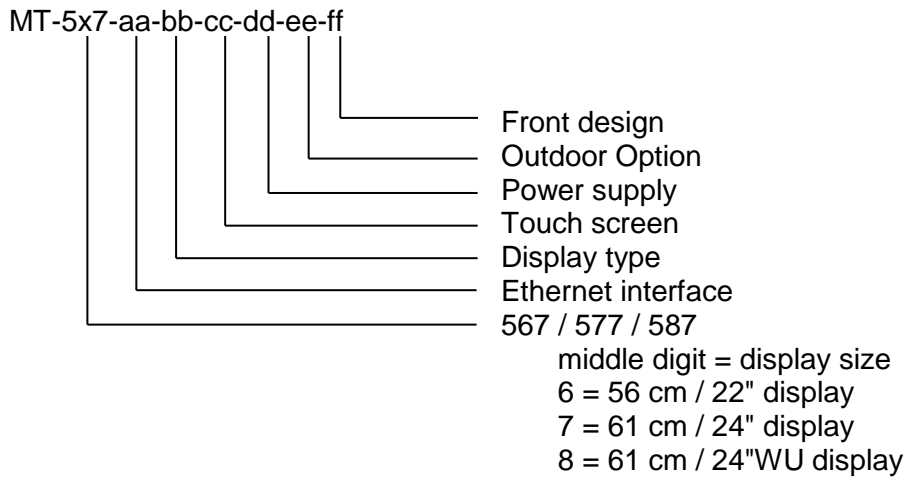 MT-5x7-aa-bb-cc-dd-ee-ff
Front design
Outdoor Option
Power supply
Touch screen
Display type
Ethernet interface
567 / 577 / 587
middle digit = display size
6 = 56 cm / 22" display
7 = 61 cm / 24" display
8 = 61 cm / 24"WU display